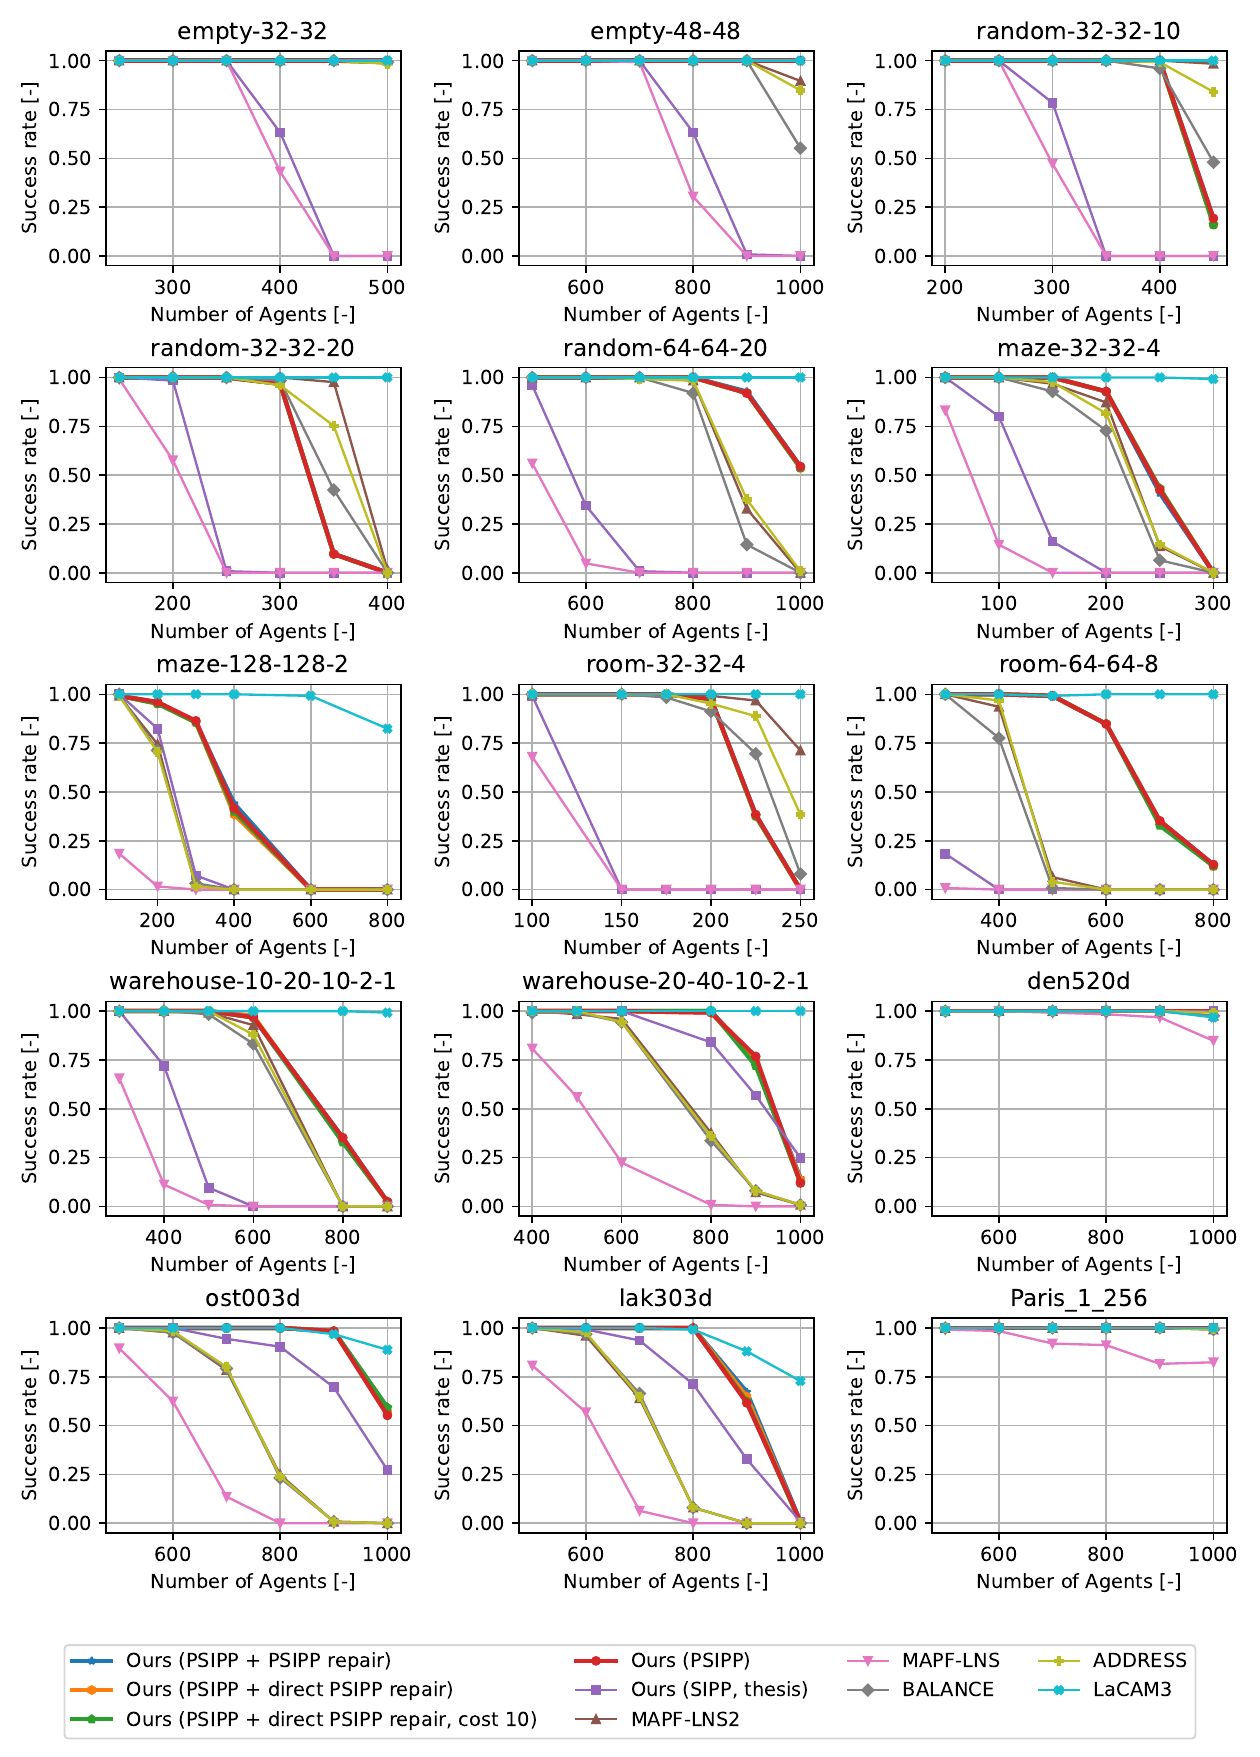 empty-32-32
empty-48-48
random-32-32-10
Success rate [-]
1.00
0.75
0.50
0.25
0.00
300 400 500
Number of Agents [-]
Success rate [-]
1.00
0.75
0.50
0.25
0.00
600 800 1000
Number of Agents [-]
Success rate [-]
1.00
0.75
0.50
0.25
0.00
200 300 400
Number of Agents [-]
random-32-32-20
random-64-64-20
maze-32-32-4
Success rate [-]
1.00
0.75
0.50
0.25
0.00
200 300 400
Number of Agents [-]
Success rate [-]
1.00
0.75
0.50
0.25
0.00
600 800 1000
Number of Agents [-]
Success rate [-]
1.00
0.75
0.50
0.25
0.00
100 200 300
Number of Agents [-]
maze-128-128-2
room-32-32-4
room-64-64-8
Success rate [-]
1.00
0.75
0.50
0.25
0.00
200 400 600 800
Number of Agents [-]
Success rate [-]
1.00
0.75
0.50
0.25
0.00
100 150 200 250
Number of Agents [-]
Success rate [-]
1.00
0.75
0.50
0.25
0.00
400 600 800
Number of Agents [-]
warehouse-10-20-10-2-1
warehouse-20-40-10-2-1
den520d
Success rate [-]
1.00
0.75
0.50
0.25
0.00
400 600 800
Number of Agents [-]
Success rate [-]
1.00
0.75
0.50
0.25
0.00
400 600 800 1000
Number of Agents [-]
Success rate [-]
1.00
0.75
0.50
0.25
0.00
600 800 1000
Number of Agents [-]
ost003d
lak303d
Paris_1_256
Success rate [-]
1.00
0.75
0.50
0.25
0.00
600 800 1000
Number of Agents [-]
Success rate [-]
1.00
0.75
0.50
0.25
0.00
600 800 1000
Number of Agents [-]
Success rate [-]
1.00
0.75
0.50
0.25
0.00
600 800 1000
Number of Agents [-]
Ours (PSIPP + PSIPP repair)
Ours (PSIPP + direct PSIPP repair)
Ours (PSIPP + direct PSIPP repair, cost 10)
Ours (PSIPP)
Ours (SIPP, thesis)
MAPF-LNS2
MAPF-LNS
BALANCE
ADDRESS
LaCAM3